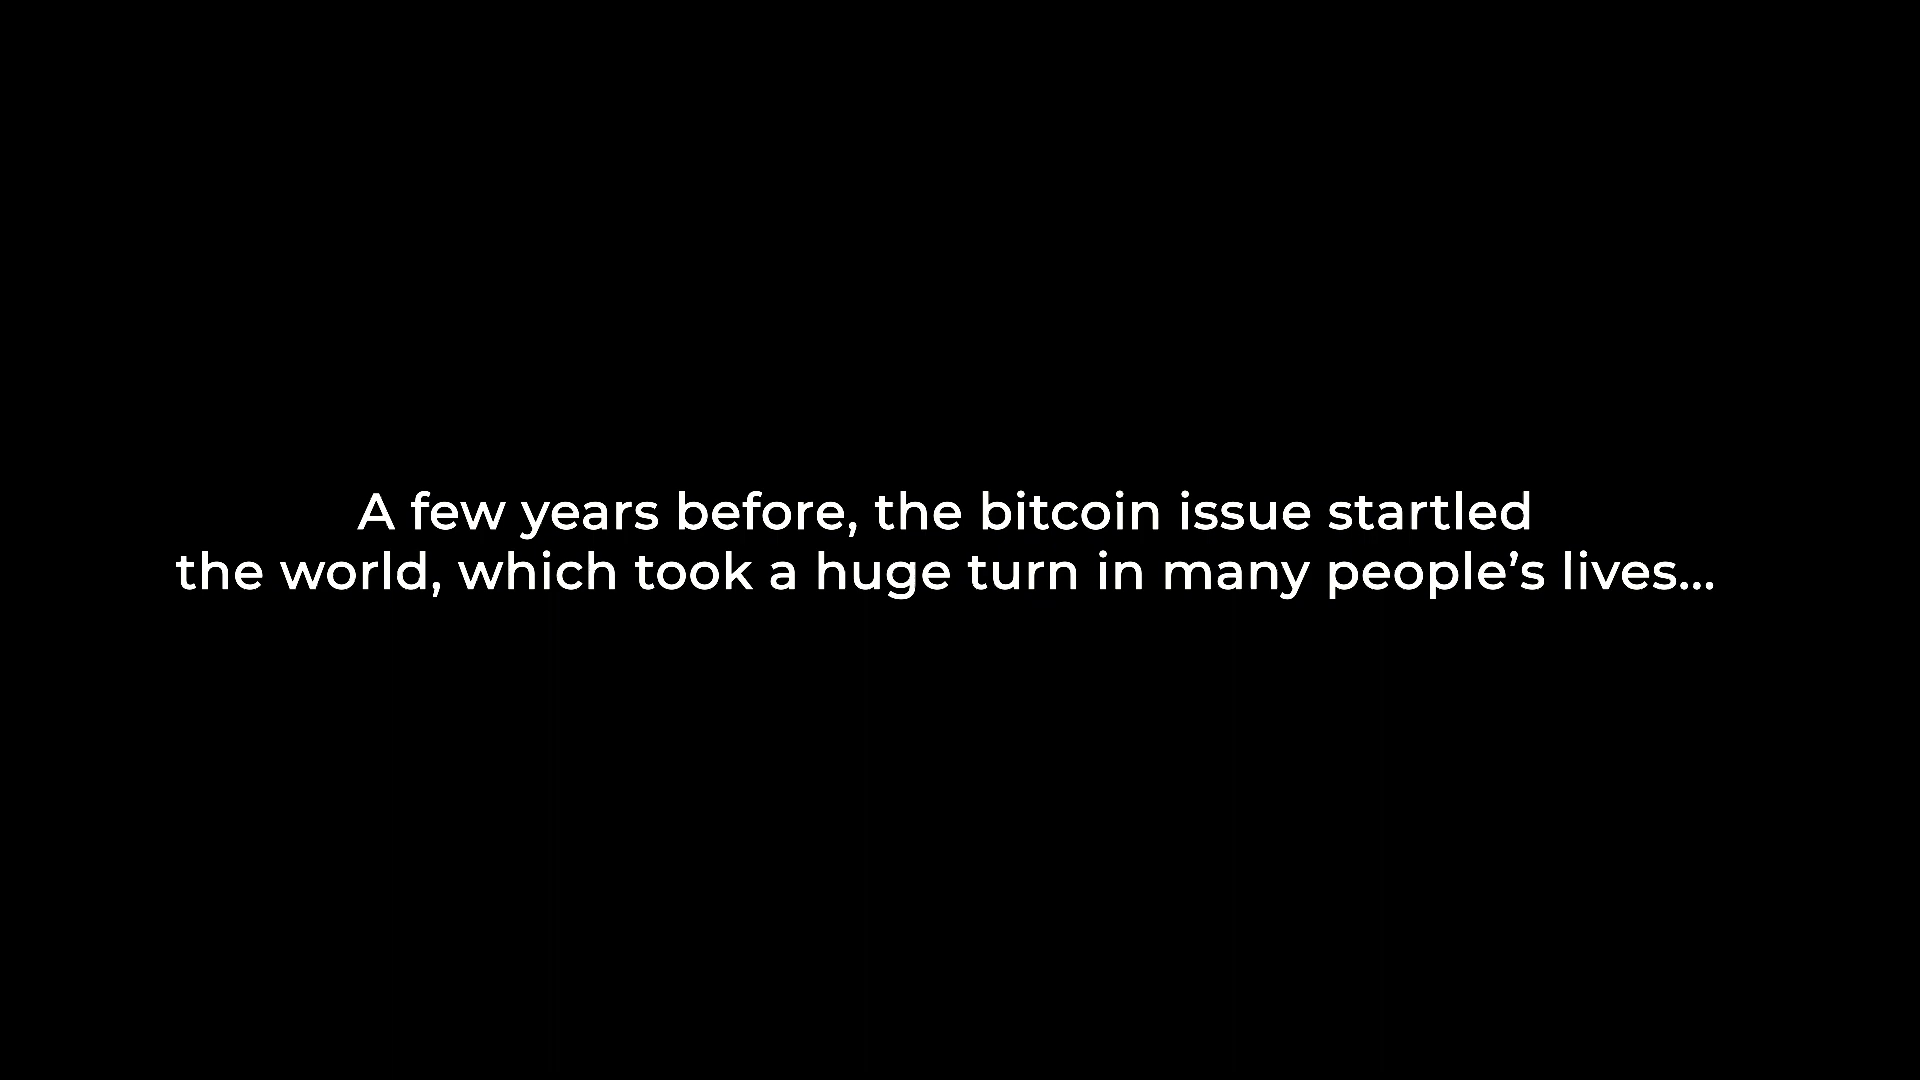 A few years before, the bitcoin issue startled
the world, which took a huge turn in many people’s lives...